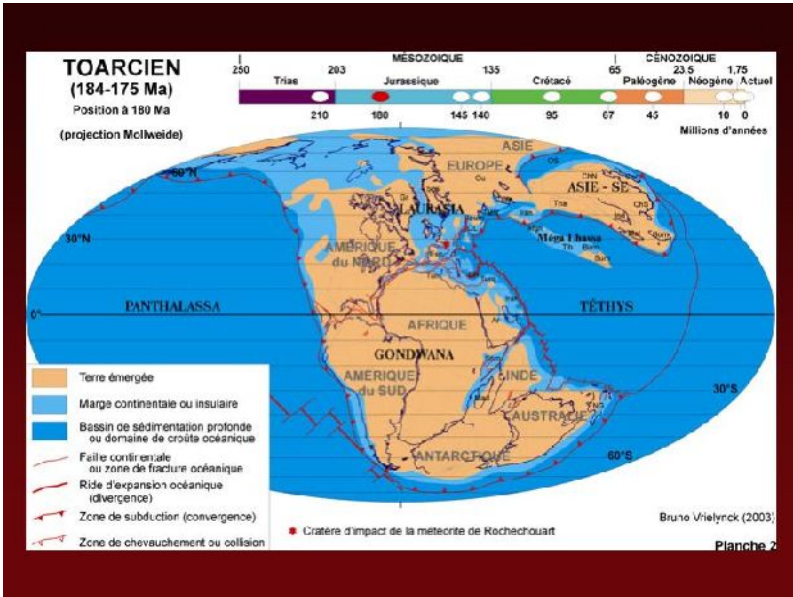 TOARCIEN
(184-175 Ma)
Position à 180 Ma
(projection Mollweide)
MÉSOZOIQUE
CÉNOZOIQUE
250
203
135
65
23.5
1,75
Trias
Jurassique
Crétacé
Paléogène
Néogène
Actuel
210
180
145
140
95
67
45
10
0
Millions d'années
ASIE
EUROPE
60°N
ASIE - SE
LAURASIA
30°N
Méga Lhassa
AMÉRIQUE
du NORD
PANTHALASSA
TÉTHYS
0°
AFRIQUE
GONDWANA
AMÉRIQUE
du SUD
INDE
30°S
AUSTRALIE
ANTARCTIQUE
60°S
Terre émergée
Marge continentale ou insulaire
Bassin de sédimentation profonde
ou domaine de croûte océanique
Faille continentale
ou zone de fracture océanique
Ride d'expansion océanique
(divergence)
Zone de subduction (convergence)
Zone de chevauchement ou collision
Cratère d'impact de la météorite de Rochechouart
Bruno Vrielynck (2003)
Planche 2